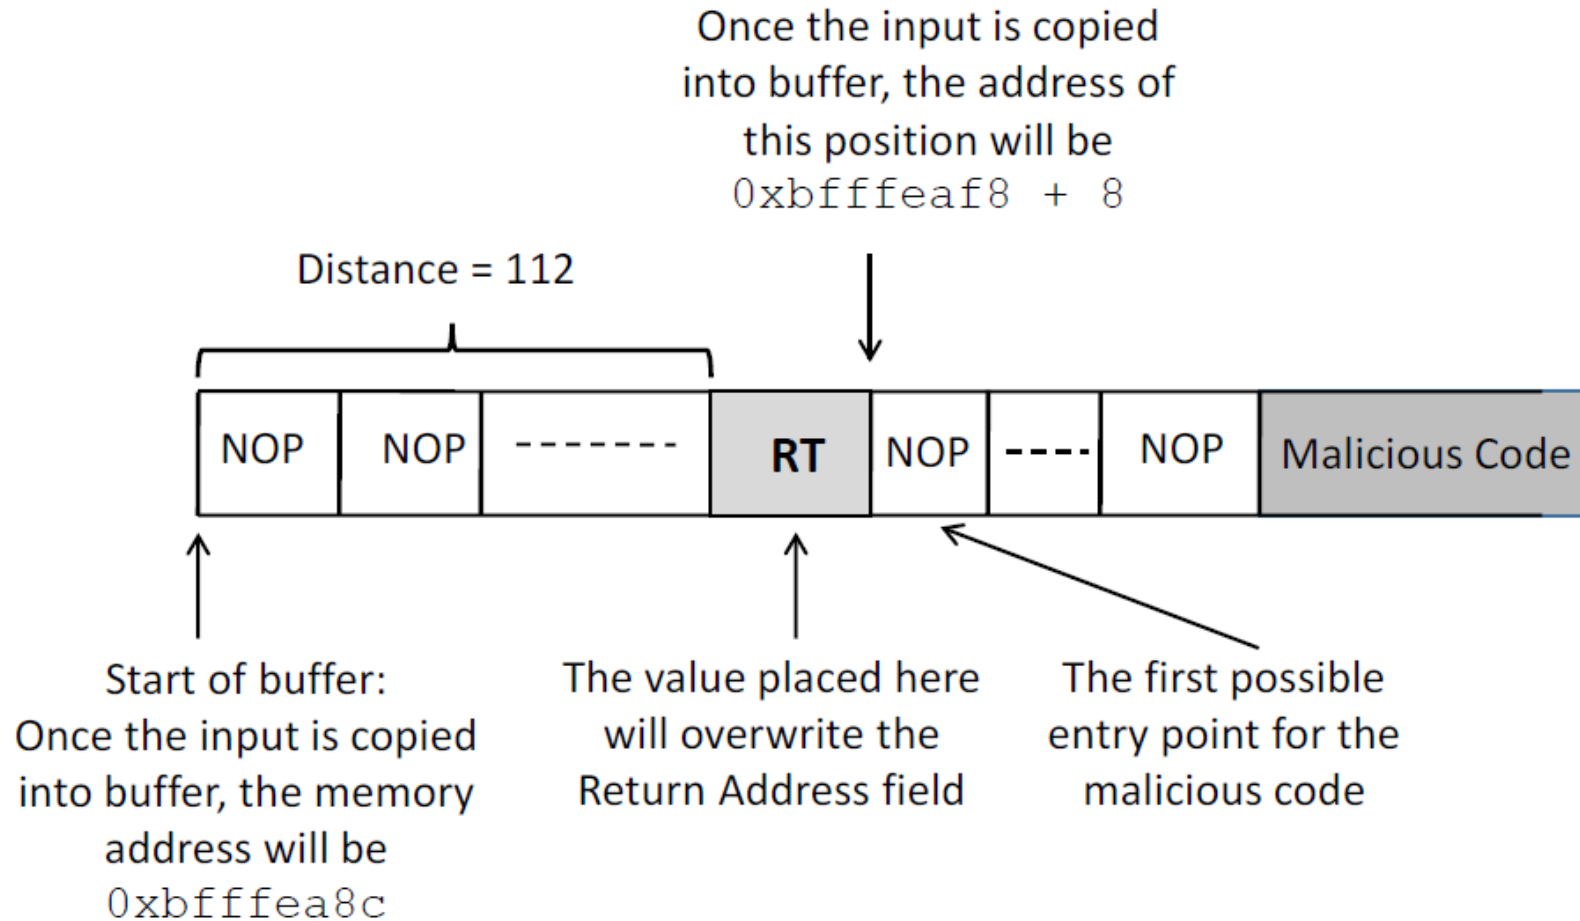 Once the input is copied
into buffer, the address of
this position will be
0xbfffeaf8 + 8
Distance = 112
NOP NOP RT NOP NOP Malicious Code
Start of buffer:
Once the input is copied
into buffer, the memory
address will be
0xbfffea8c
The value placed here
will overwrite the
Return Address field
The first possible
entry point for the
malicious code